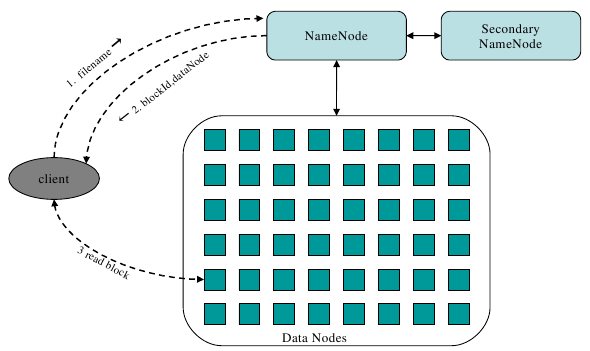 NameNode
Secondary
NameNode
1. filename →
← 2. blockId,dataNode
client
3 read block
Data Nodes